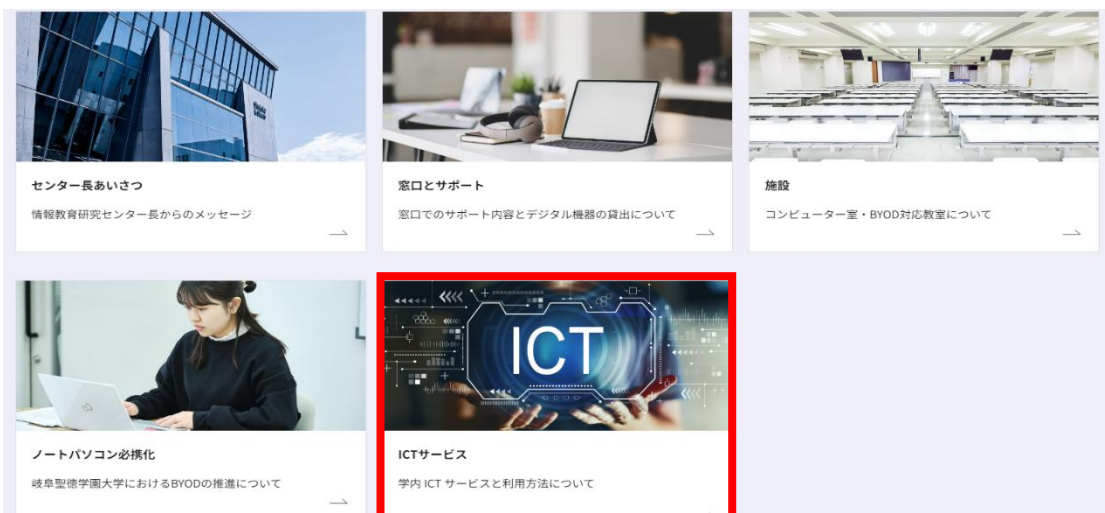 センター長あいさつ
情報教育研究センター長からのメッセージ
窓口とサポート
窓口でのサポート内容とデジタル機器の貸出について
施設
コンピューター室・BYOD対応教室について
ノートパソコン必携化
岐阜聖徳学園大学におけるBYODの推進について
ICT
ICTサービス
学内 ICT サービスと利用方法について